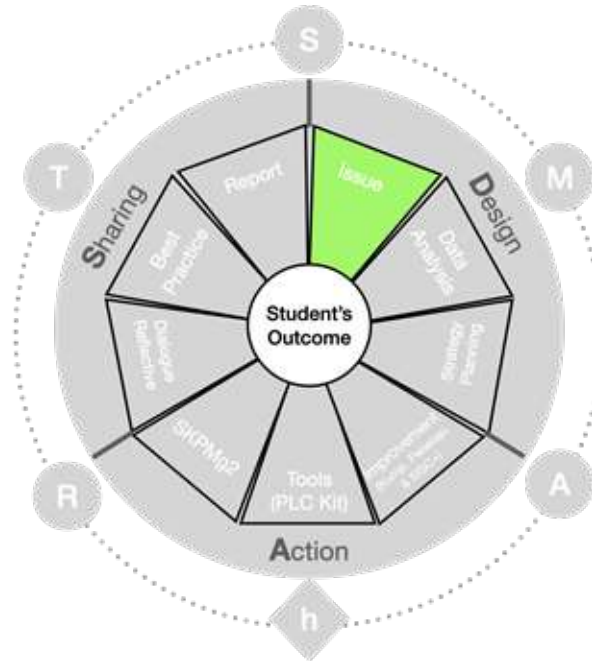 S
M
A
h
R
T
Design
Issue
Data
Analysis
Strategy
Planning
Action
Improvement
Tools
(PLC Kit)
SKPMg2
Sharing
Dialogue
Reflective
Best
Practice
Report
Student's
Outcome